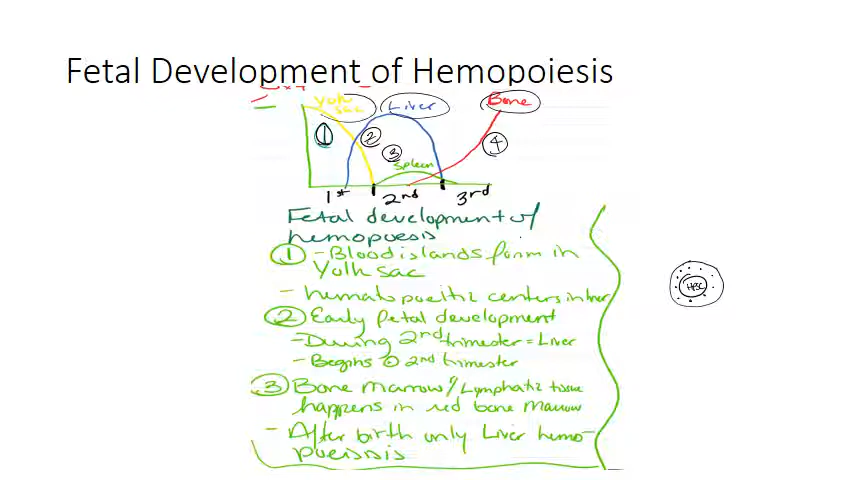 Fetal Development of Hemopoiesis
Yolk sac
Liver
Bone
1
2
3
4
Spleen
1st
2nd
3rd
Fetal development of
hemopoesis
1 - Blood islands form in
Yolk sac
- hematopoeitic centers in liver
2 Early fetal development
- During 2nd trimester = Liver
- Begins @ 2nd trimester
3 Bone Marrow / Lymphatic tissue
happens in red bone marrow
- After birth only Liver hemo-
poeisis
HSC